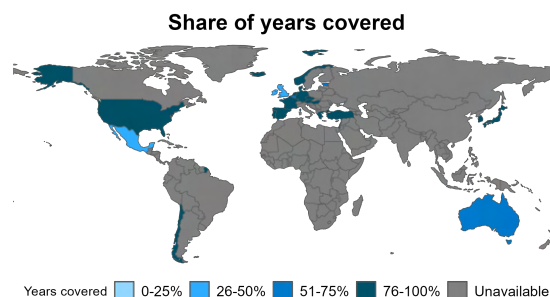 Share of years covered
Years covered 0-25% 26-50% 51-75% 76-100% Unavailable